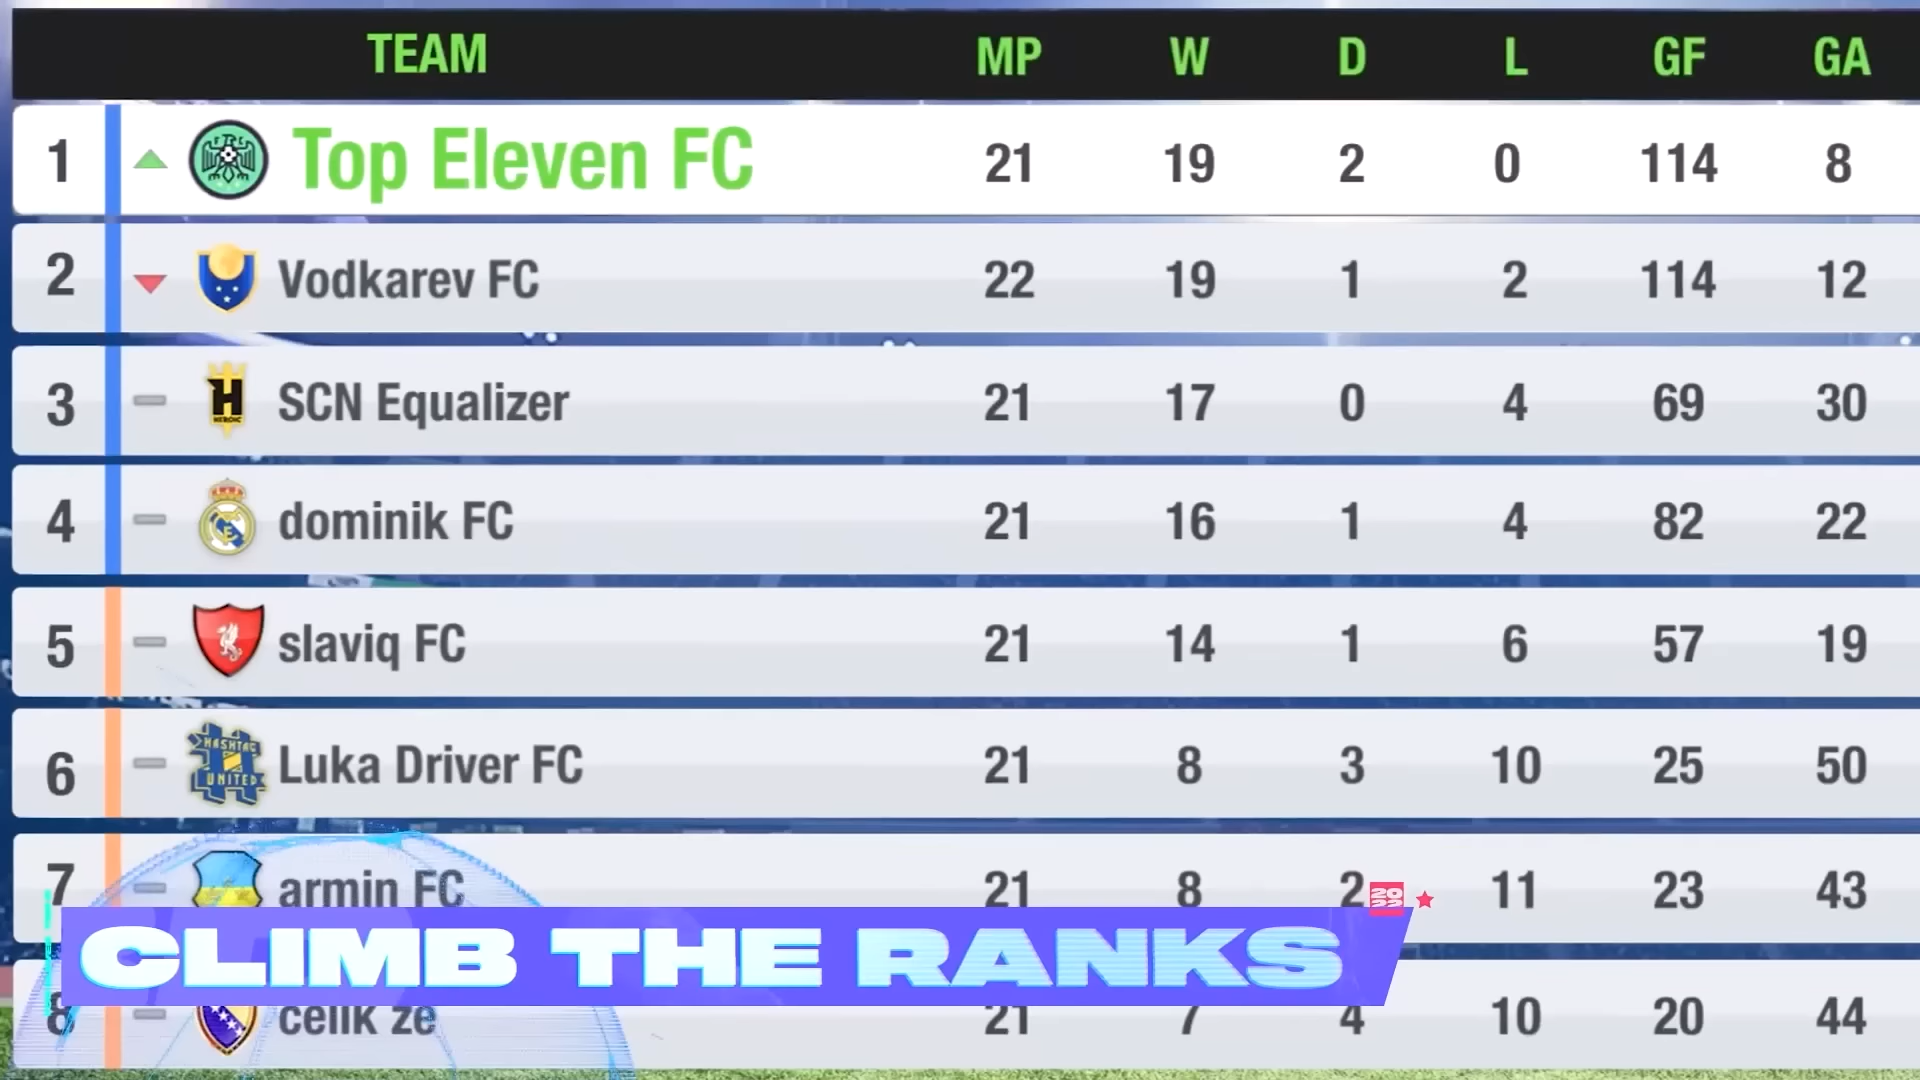 TEAM MP W D L GF GA
1 Top Eleven FC 21 19 2 0 114 8
2 Vodkarev FC 22 19 1 2 114 12
3 H HEROIC SCN Equalizer 21 17 0 4 69 30
4 dominik FC 21 16 1 4 82 22
5 slaviq FC 21 14 1 6 57 19
6 HASHTAG UNITED Luka Driver FC 21 8 3 10 25 50
7 armin FC 21 8 2 11 23 43
2022
CLIMB THE RANKS
8 celik ze 21 7 4 10 20 44